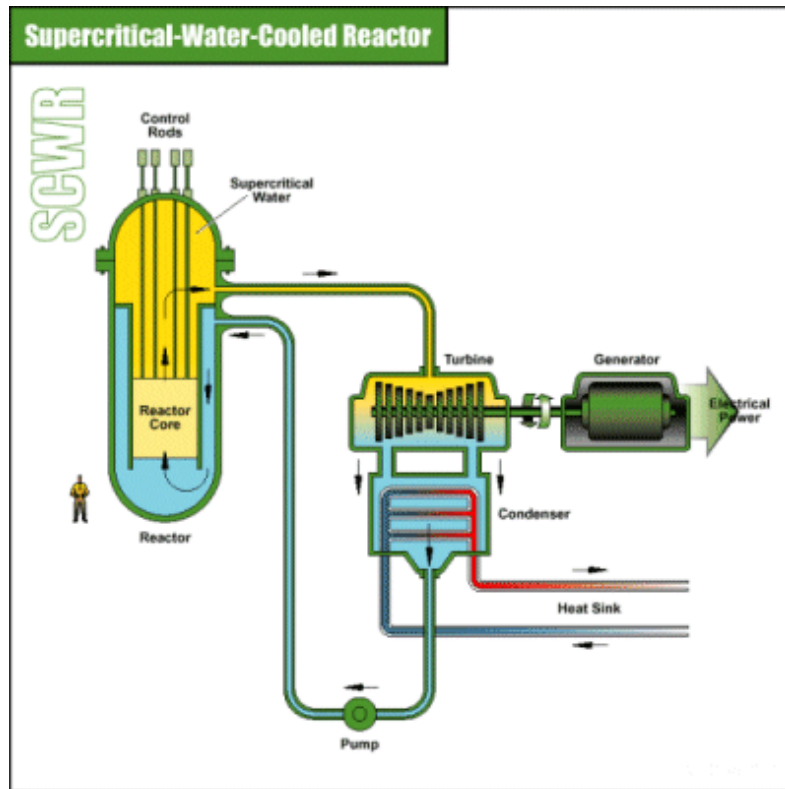 Supercritical-Water-Cooled Reactor
SCWR
Control
Rods
Supercritical
Water
Turbine
Generator
Electrical
Power
Reactor
Core
Condenser
Reactor
Heat Sink
Pump